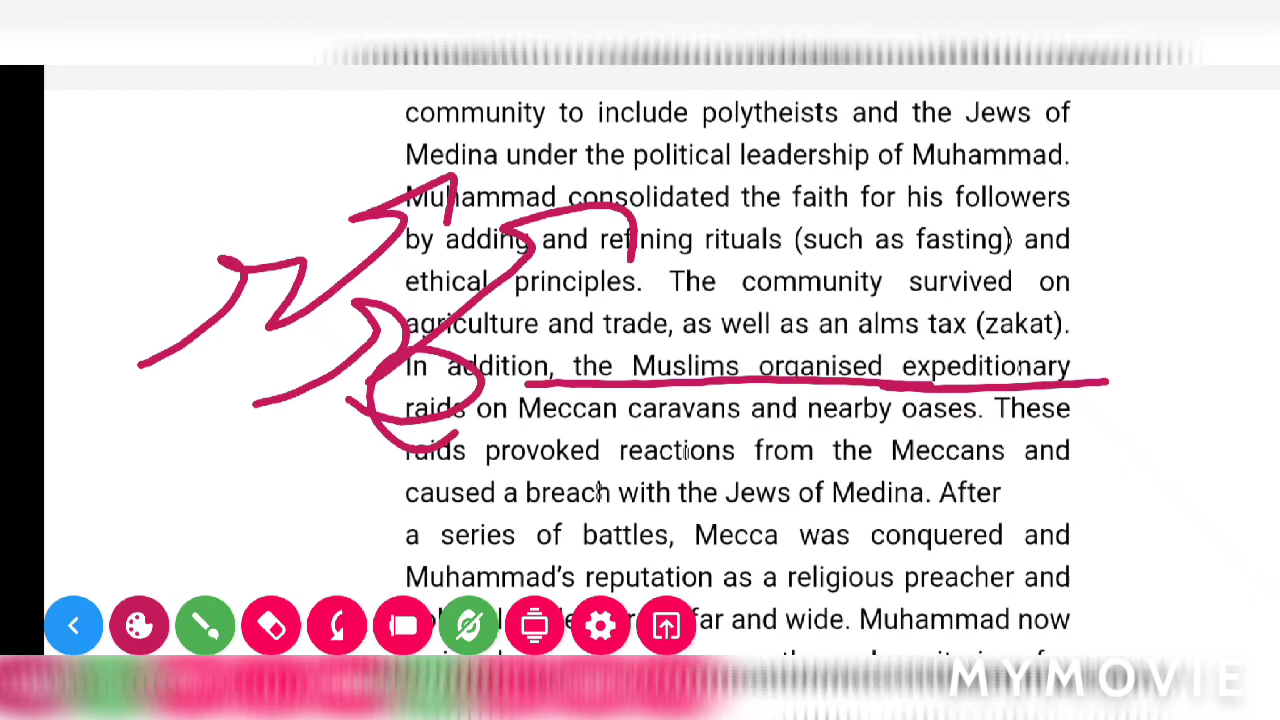 community to include polytheists and the Jews of
Medina under the political leadership of Muhammad.
Muhammad consolidated the faith for his followers
by adding and refining rituals (such as fasting) and
ethical principles. The community survived on
agriculture and trade, as well as an alms tax (zakat).
In addition, the Muslims organised expeditionary
raids on Meccan caravans and nearby oases. These
raids provoked reactions from the Meccans and
caused a breach with the Jews of Medina. After
a series of battles, Mecca was conquered and
Muhammad's reputation as a religious preacher and
far and wide. Muhammad now
MYMOVIE